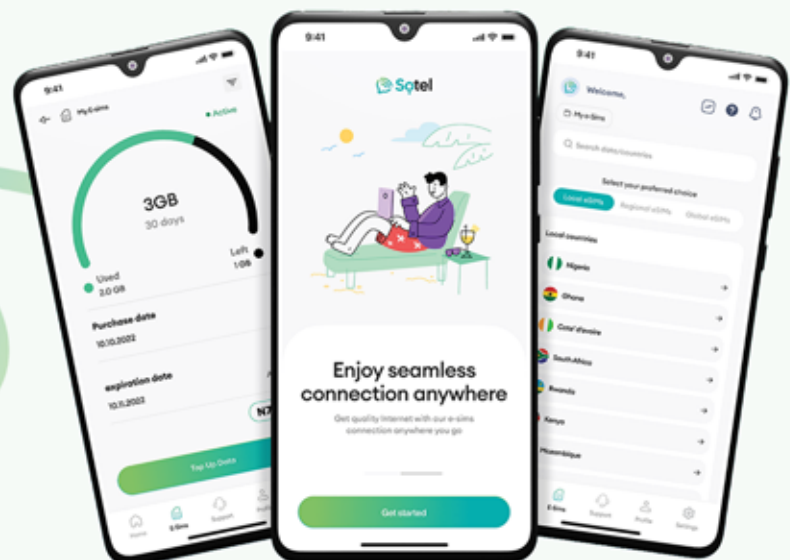 9:41
My E-sims
Active
3GB
30 days
Used
2.0 GB
Left
1 GB
Purchase date
10.10.2022
expiration date
10.11.2022
Top Up Data
Home
E-Sims
Support
9:41
Sqtel
Enjoy seamless
connection anywhere
Get quality Internet with our e-sims
connection anywhere you go
Get started
9:41
Welcome,
My e-Sims
Search data/countries
Select your preferred choice
Local eSIMs
Regional eSIMs
Global eSIMs
Local countries
Nigeria
Ghana
Cote' d'evoire
South Africa
Rwanda
Kenya
Mozambique
E-Sims
Support
Profile
Settings